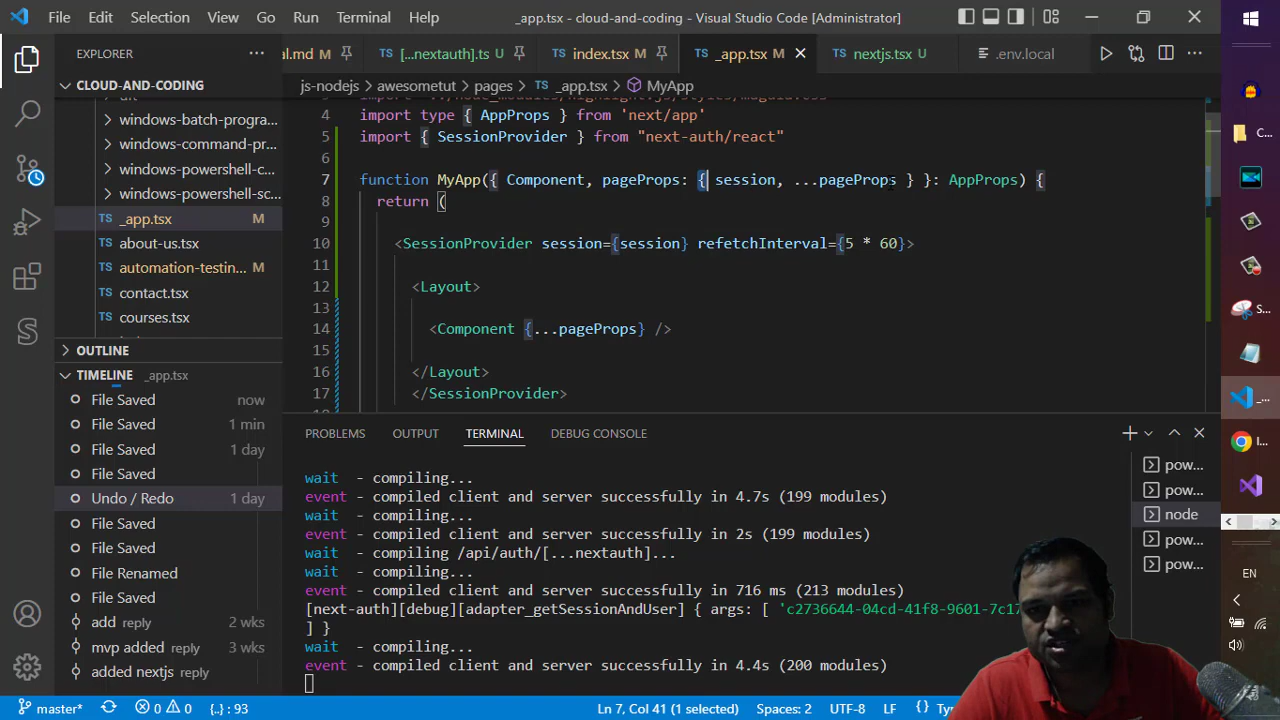 File Edit Selection View Go Run Terminal Help _app.tsx - cloud-and-coding - Visual Studio Code [Administrator]
EXPLORER
al.md [...nextauth].ts index.tsx M _app.tsx M nextjs.tsx U .env.local
CLOUD-AND-CODING
js-nodejs > awesometut > pages > _app.tsx > MyApp
windows-batch-progra...
windows-command-pr...
windows-powershell-c...
windows-powershell-sc...
_app.tsx M
about-us.tsx
automation-testin... M
contact.tsx
courses.tsx
OUTLINE
TIMELINE _app.tsx
File Saved now
File Saved 1 min
File Saved 1 day
File Saved
Undo / Redo 1 day
File Saved
File Saved
File Renamed
File Saved
add reply 2 wks
mvp added reply 3 wks
added nextjs reply
4 import type { AppProps } from 'next/app'
5 import { SessionProvider } from "next-auth/react"
6
7 function MyApp({ Component, pageProps: { session, ...pageProps } }: AppProps) {
8 return (
9
10 <SessionProvider session={session} refetchInterval={5 * 60}>
11
12 <Layout>
13
14 <Component {...pageProps} />
15
16 </Layout>
17 </SessionProvider>
PROBLEMS OUTPUT TERMINAL DEBUG CONSOLE
wait - compiling...
event - compiled client and server successfully in 4.7s (199 modules)
wait - compiling...
event - compiled client and server successfully in 2s (199 modules)
wait - compiling /api/auth/[...nextauth]...
wait - compiling...
event - compiled client and server successfully in 716 ms (213 modules)
[next-auth][debug][adapter_getSessionAndUser] { args: [ 'c2736644-04cd-41f8-9601-7c17
] }
wait - compiling...
event - compiled client and server successfully in 4.4s (200 modules)
pow...
pow...
node
pow...
pow...
master* 0 0 {..} : 93 Ln 7, Col 41 (1 selected) Spaces: 2 UTF-8 LF {} Ty
C...
S...
_...
EN